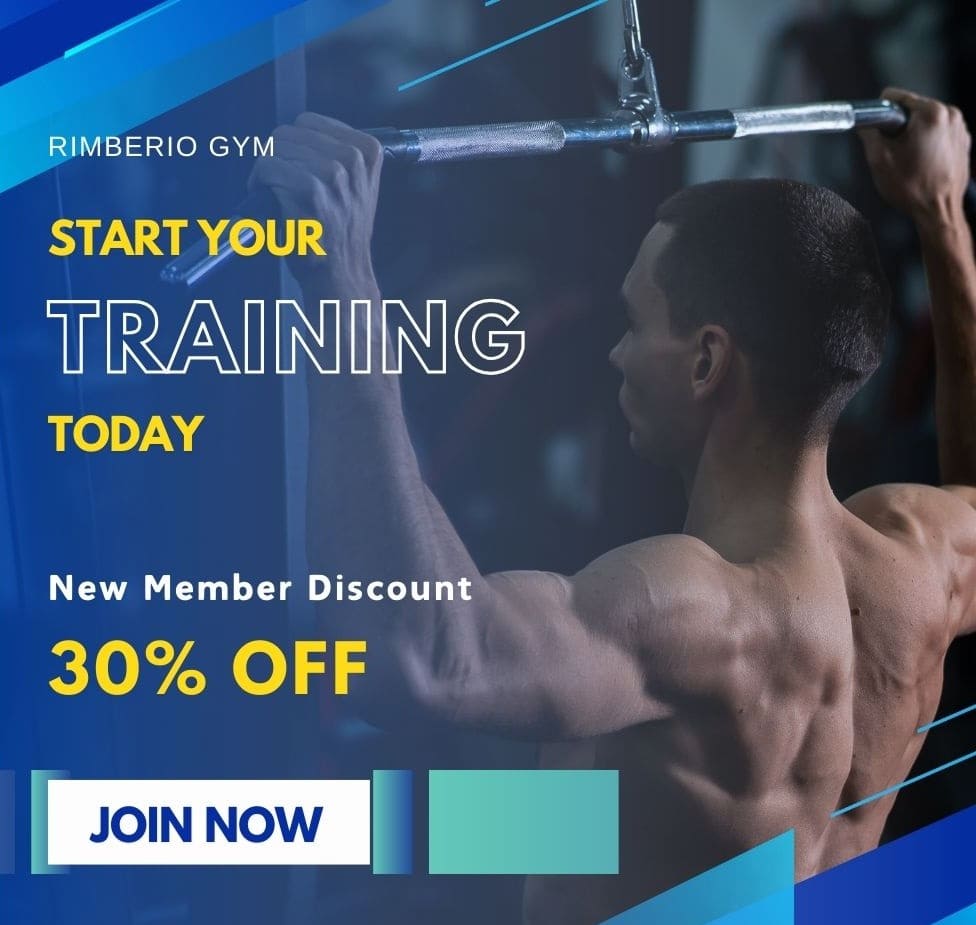 RIMBERIO GYM
START YOUR
TRAINING
TODAY
New Member Discount
30% OFF
JOIN NOW